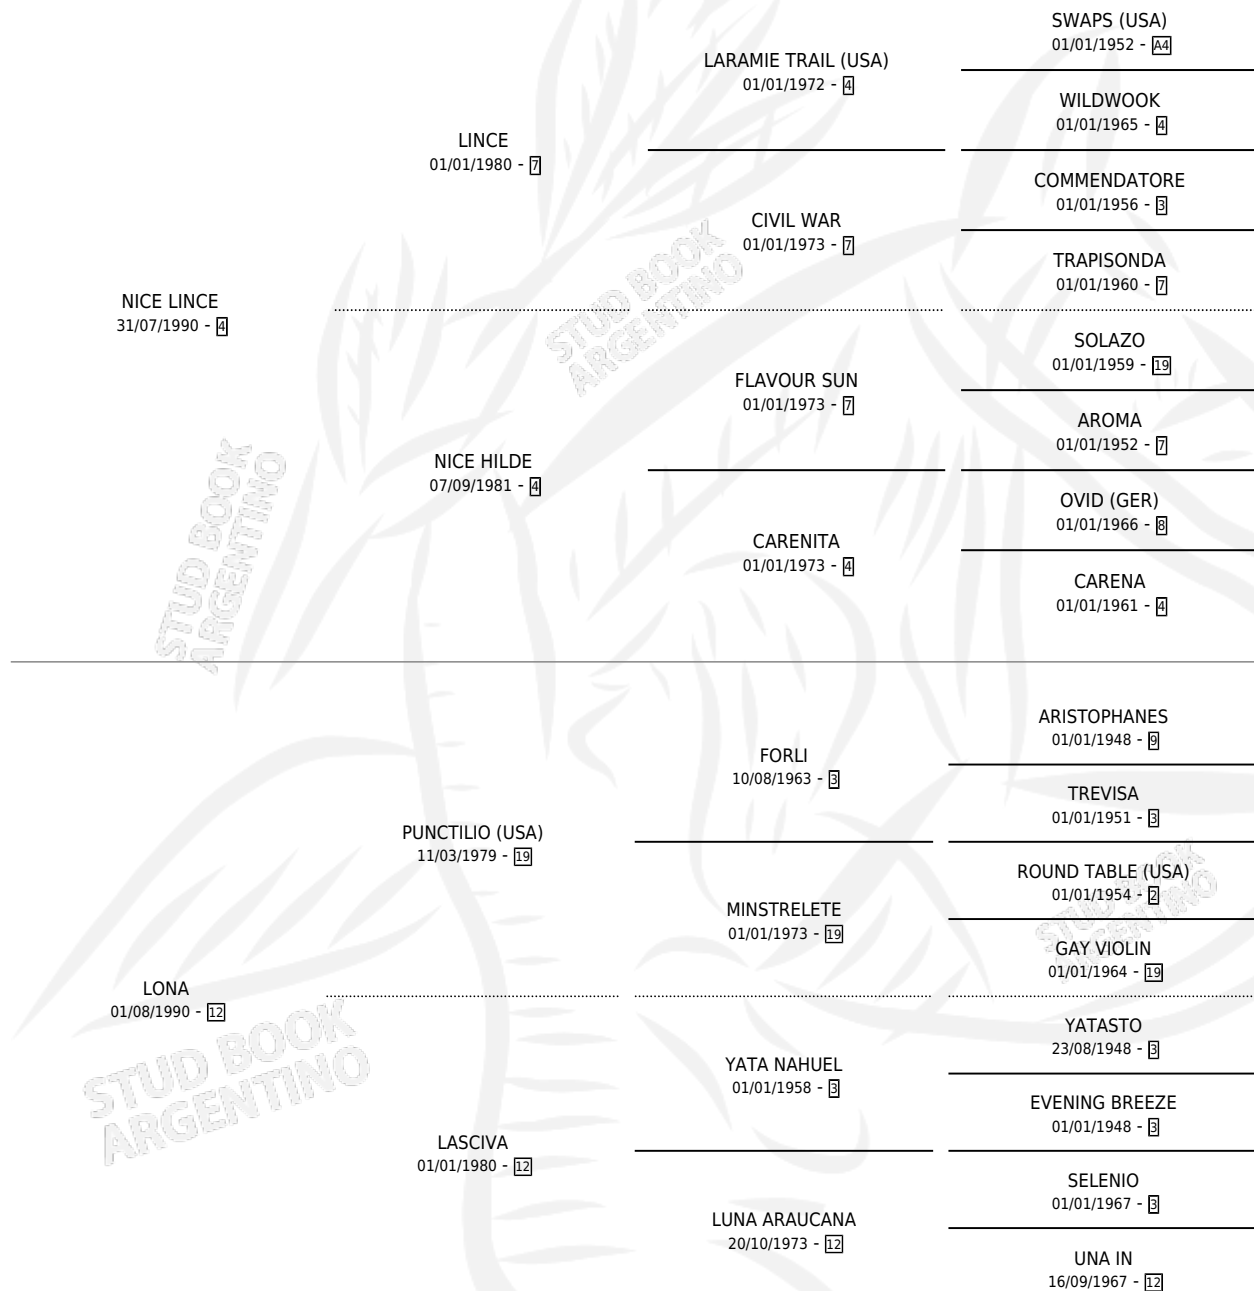 SWAPS (USA)
01/01/1952 - A4
LARAMIE TRAIL (USA)
01/01/1972 - 4
WILDWOOK
01/01/1965 - 4
LINCE
01/01/1980 - 7
COMMENDATORE
01/01/1956 - 3
CIVIL WAR
01/01/1973 - 7
TRAPISONDA
01/01/1960 - 7
NICE LINCE
31/07/1990 - 4
STUD BOOK
ARGENTINO
SOLAZO
01/01/1959 - 19
FLAVOUR SUN
01/01/1973 - 7
AROMA
01/01/1952 - 7
NICE HILDE
07/09/1981 - 4
OVID (GER)
01/01/1966 - 8
CARENITA
01/01/1973 - 4
CARENA
01/01/1961 - 4
STUD BOOK
ARGENTINO
ARISTOPHANES
01/01/1948 - 9
FORLI
10/08/1963 - 3
TREVISA
01/01/1951 - 3
PUNCTILIO (USA)
11/03/1979 - 19
ROUND TABLE (USA)
01/01/1954 - 2
MINSTRELETE
01/01/1973 - 19
STUD BOOK
ARGENTINO
GAY VIOLIN
01/01/1964 - 19
LONA
01/08/1990 - 12
YATASTO
23/08/1948 - 3
YATA NAHUEL
01/01/1958 - 3
EVENING BREEZE
01/01/1948 - 3
STUD BOOK
ARGENTINO
LASCIVA
01/01/1980 - 12
SELENIO
01/01/1967 - 3
LUNA ARAUCANA
20/10/1973 - 12
UNA IN
16/09/1967 - 12